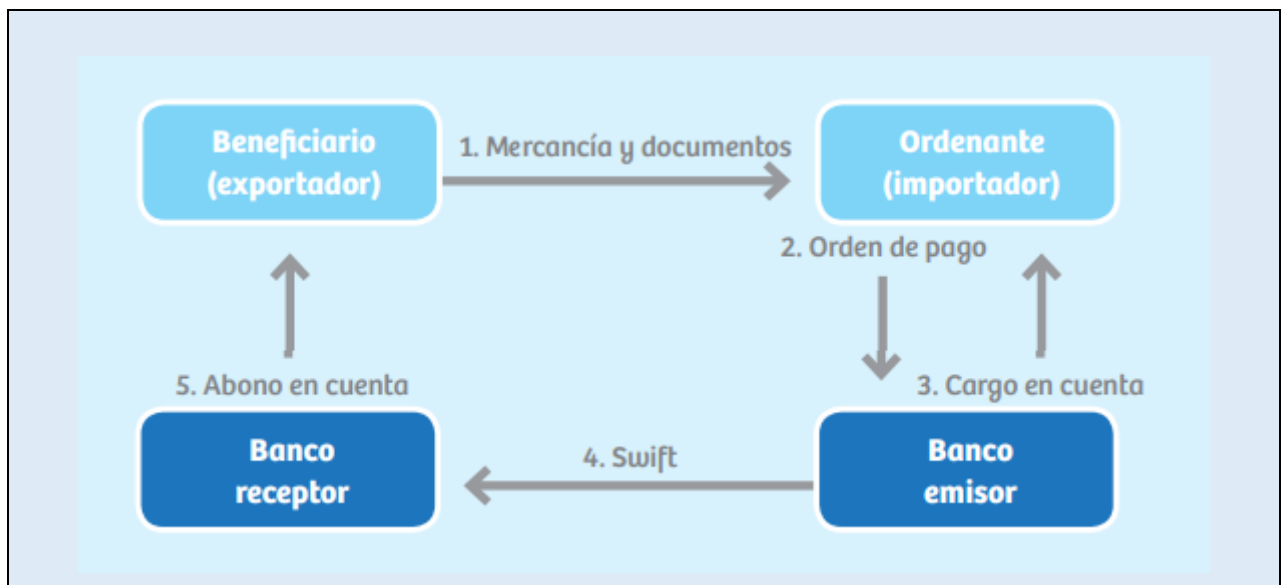 Beneficiario
(exportador)
1. Mercancía y documentos
Ordenante
(importador)
2. Orden de pago
3. Cargo en cuenta
4. Swift
5. Abono en cuenta
Banco
receptor
Banco
emisor